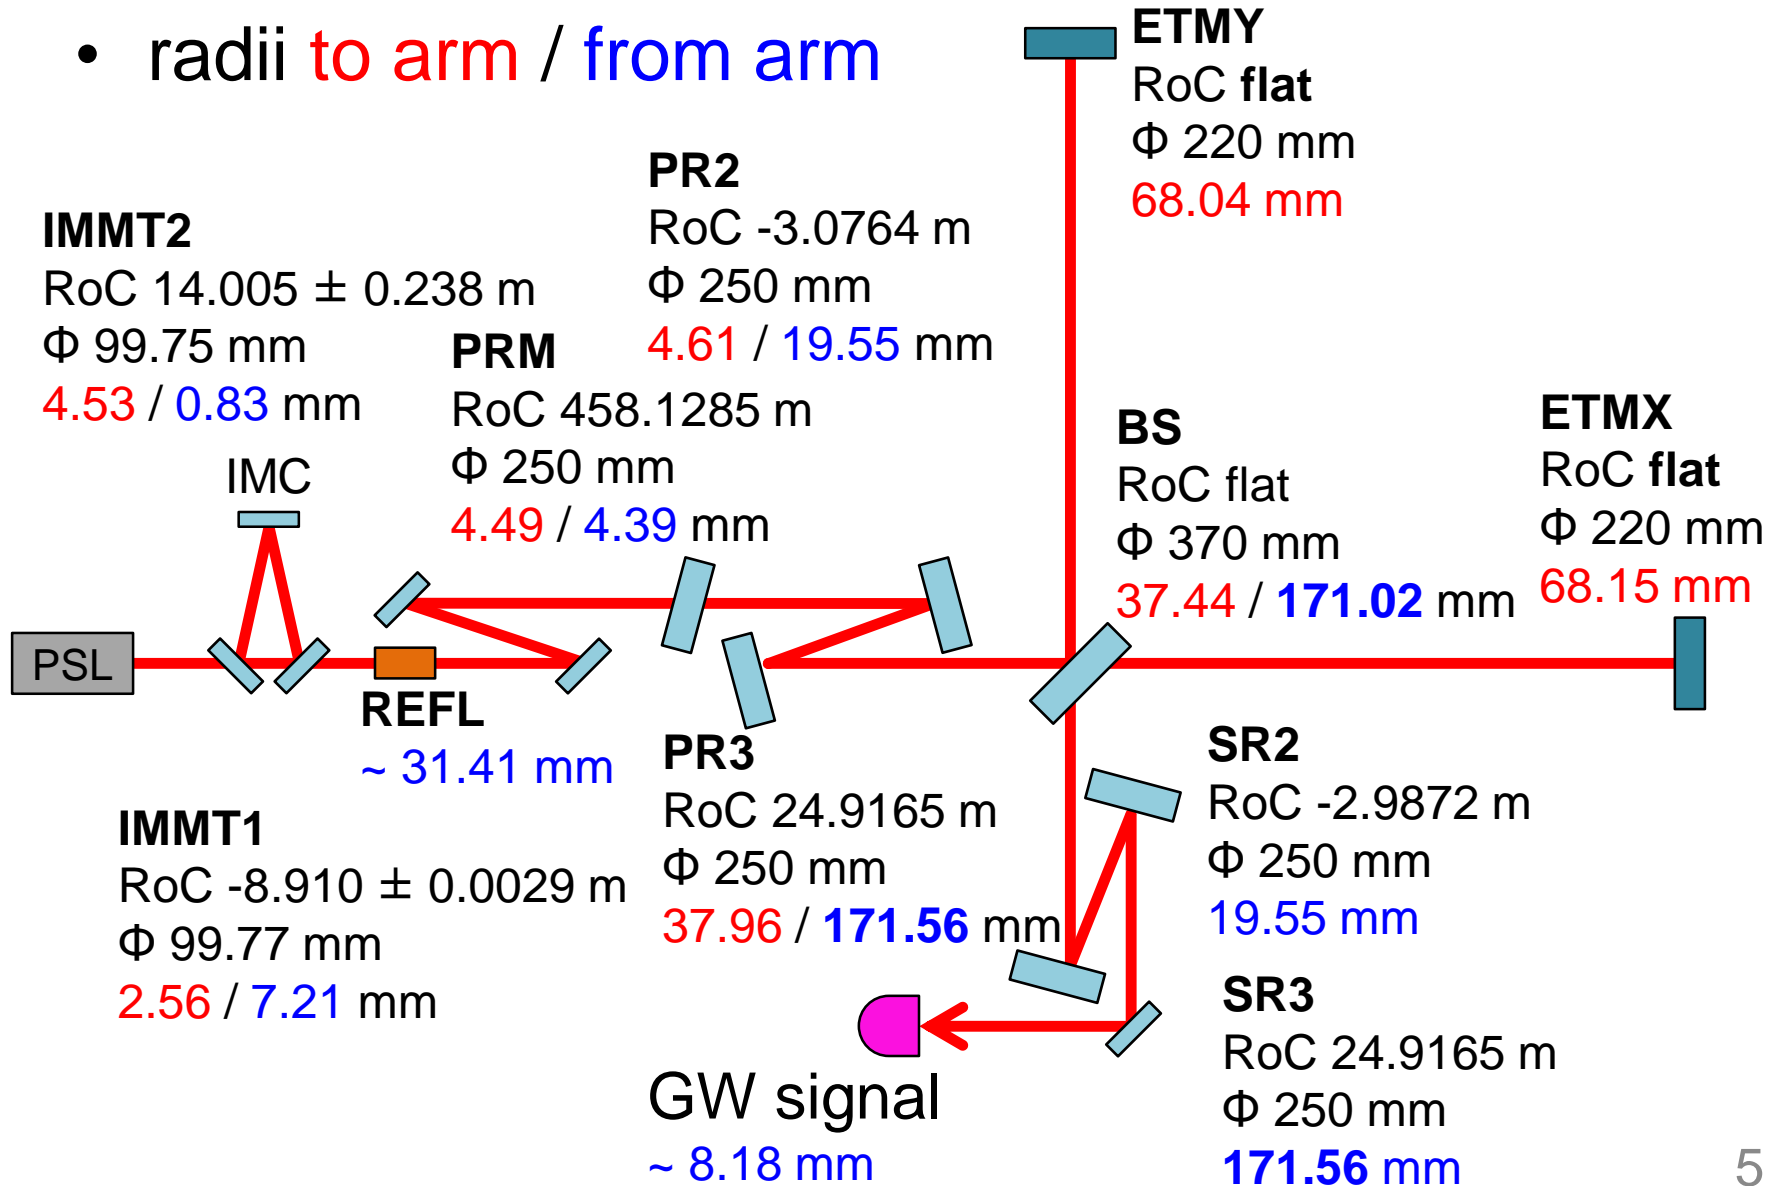 • radii to arm / from arm
ETMY
RoC flat
Φ 220 mm
68.04 mm
PR2
RoC -3.0764 m
Φ 250 mm
4.61 / 19.55 mm
IMMT2
RoC 14.005 ± 0.238 m
Φ 99.75 mm
4.53 / 0.83 mm
PRM
RoC 458.1285 m
Φ 250 mm
4.49 / 4.39 mm
BS
RoC flat
Φ 370 mm
37.44 / 171.02 mm
ETMX
RoC flat
Φ 220 mm
68.15 mm
IMC
PSL
REFL
~ 31.41 mm
IMMT1
RoC -8.910 ± 0.0029 m
Φ 99.77 mm
2.56 / 7.21 mm
PR3
RoC 24.9165 m
Φ 250 mm
37.96 / 171.56 mm
SR2
RoC -2.9872 m
Φ 250 mm
19.55 mm
SR3
RoC 24.9165 m
Φ 250 mm
171.56 mm
GW signal
~ 8.18 mm
5